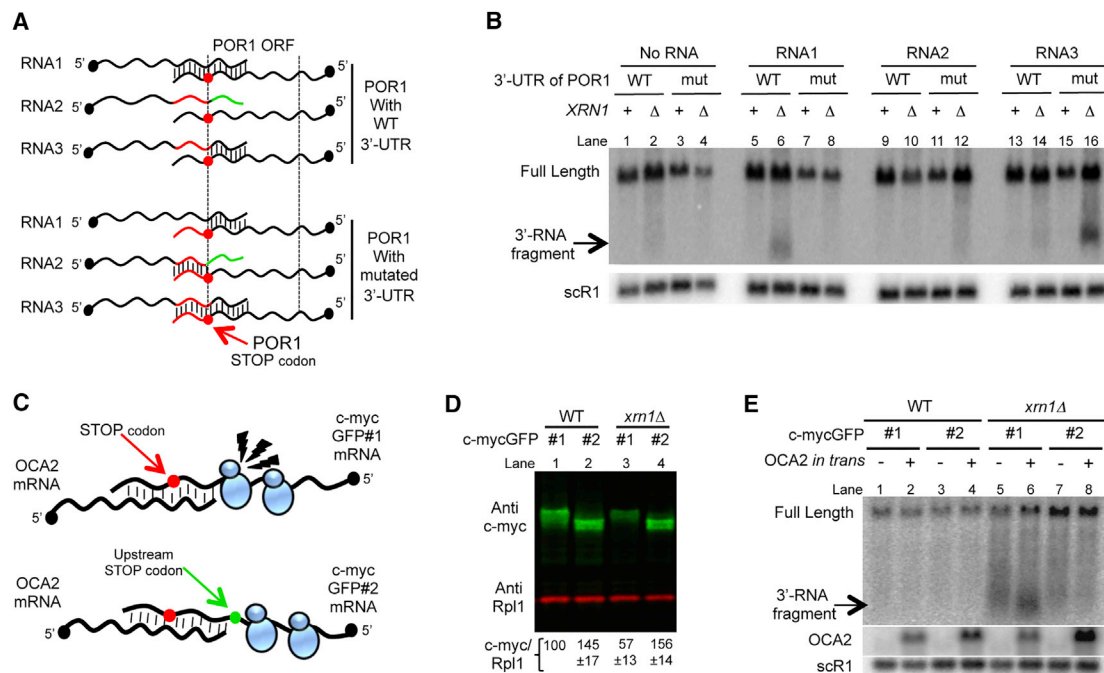 A
POR1 ORF
RNA1 5' 5'
RNA2 5' 5'
RNA3 5' 5'
POR1
With
WT
3'-UTR
RNA1 5' 5'
RNA2 5' 5'
RNA3 5' 5'
POR1
With
mutated
3'-UTR
POR1
STOP codon
B
No RNA RNA1 RNA2 RNA3
3'-UTR of POR1 WT mut WT mut WT mut WT mut
XRN1 + Δ + Δ + Δ + Δ + Δ + Δ + Δ + Δ
Lane 1 2 3 4 5 6 7 8 9 10 11 12 13 14 15 16
Full Length
3'-RNA
fragment
scR1
C
STOP codon
OCA2
mRNA
5'
c-myc
GFP#1
mRNA
5'
Upstream
STOP codon
OCA2
mRNA
5'
c-myc
GFP#2
mRNA
5'
D
WT xrn1Δ
c-mycGFP #1 #2 #1 #2
Lane 1 2 3 4
Anti
c-myc
Anti
Rpl1
c-myc/
Rpl1
100 145 57 156
±17 ±13 ±14
E
WT xrn1Δ
c-mycGFP #1 #2 #1 #2
OCA2 in trans - + - + - + - +
Lane 1 2 3 4 5 6 7 8
Full Length
3'-RNA
fragment
OCA2
scR1